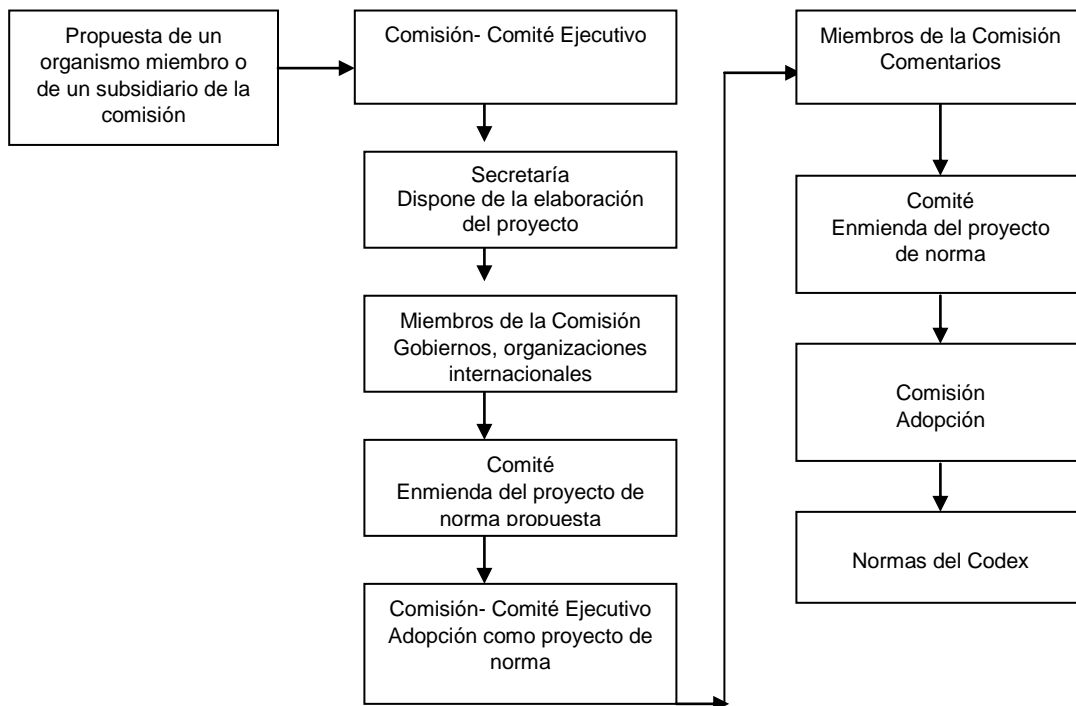 Propuesta de un
organismo miembro o
de un subsidiario de la
comisión
Comisión- Comité Ejecutivo
Secretaría
Dispone de la elaboración
del proyecto
Miembros de la Comisión
Gobiernos, organizaciones
internacionales
Comité
Enmienda del proyecto de
norma propuesta
Comisión- Comité Ejecutivo
Adopción como proyecto de
norma
Miembros de la Comisión
Comentarios
Comité
Enmienda del proyecto
de norma
Comisión
Adopción
Normas del Codex